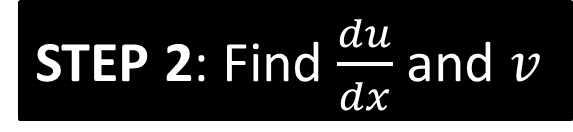 STEP 2: Find du/dx and v